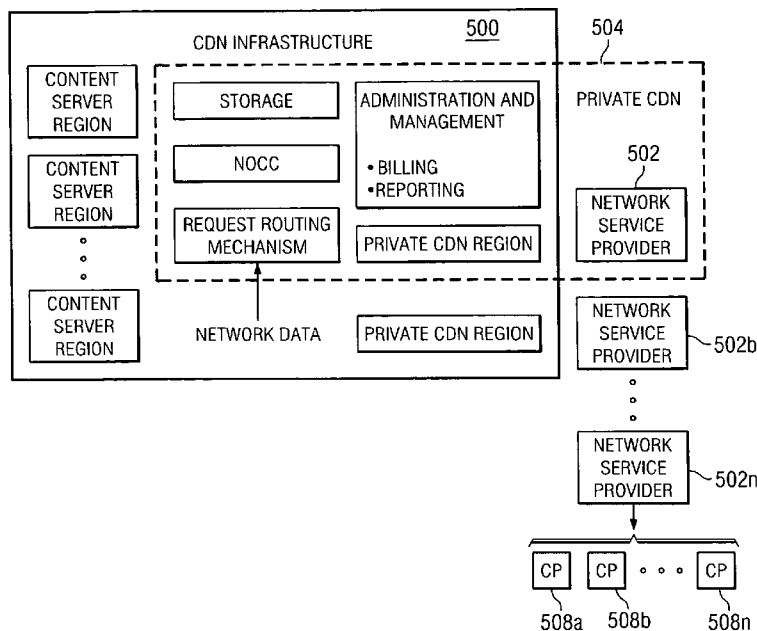 CDN INFRASTRUCTURE
500
504
CONTENT
SERVER
REGION
STORAGE
ADMINISTRATION AND
MANAGEMENT
• BILLING
• REPORTING
PRIVATE CDN
CONTENT
SERVER
REGION
NOCC
502
NETWORK
SERVICE
PROVIDER
REQUEST ROUTING
MECHANISM
PRIVATE CDN REGION
CONTENT
SERVER
REGION
NETWORK DATA
PRIVATE CDN REGION
NETWORK
SERVICE
PROVIDER
502b
NETWORK
SERVICE
PROVIDER
502n
CP
CP
CP
508a
508b
508n